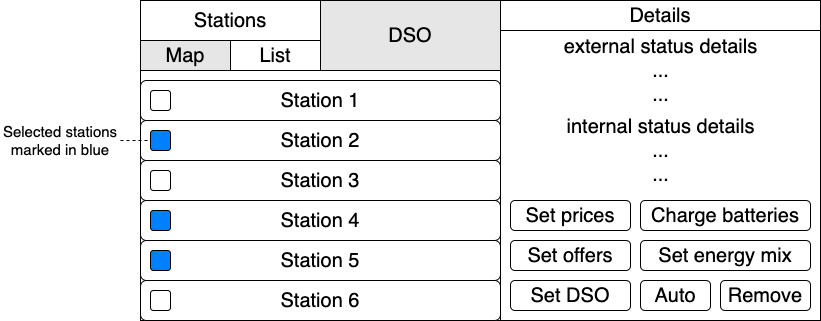 Stations
DSO
Map
List
Selected stations
marked in blue
Station 1
Station 2
Station 3
Station 4
Station 5
Station 6
Details
external status details
...
...
internal status details
...
...
Set prices
Charge batteries
Set offers
Set energy mix
Set DSO
Auto
Remove